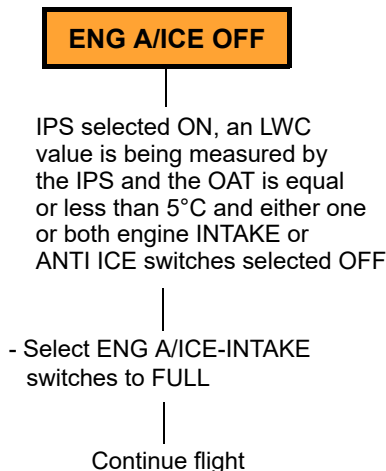 ENG A/ICE OFF
IPS selected ON, an LWC
value is being measured by
the IPS and the OAT is equal
or less than 5°C and either one
or both engine INTAKE or
ANTI ICE switches selected OFF
- Select ENG A/ICE-INTAKE
switches to FULL
Continue flight